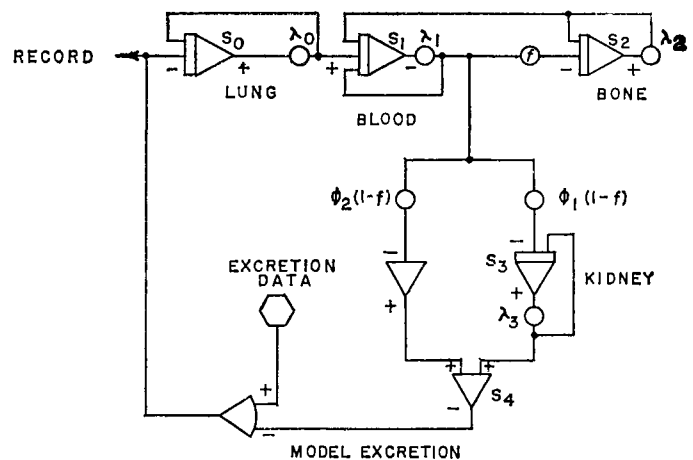 S₀ λ₀ S₁ λ₁ f S₂ λ₂
RECORD
- + + - - +
LUNG
BLOOD
BONE
ϕ₂(1-f) ϕ₁(1-f)
- -
EXCRETION
DATA
S₃
KIDNEY
+ +
λ₃
+ + +
S₄
- -
MODEL EXCRETION